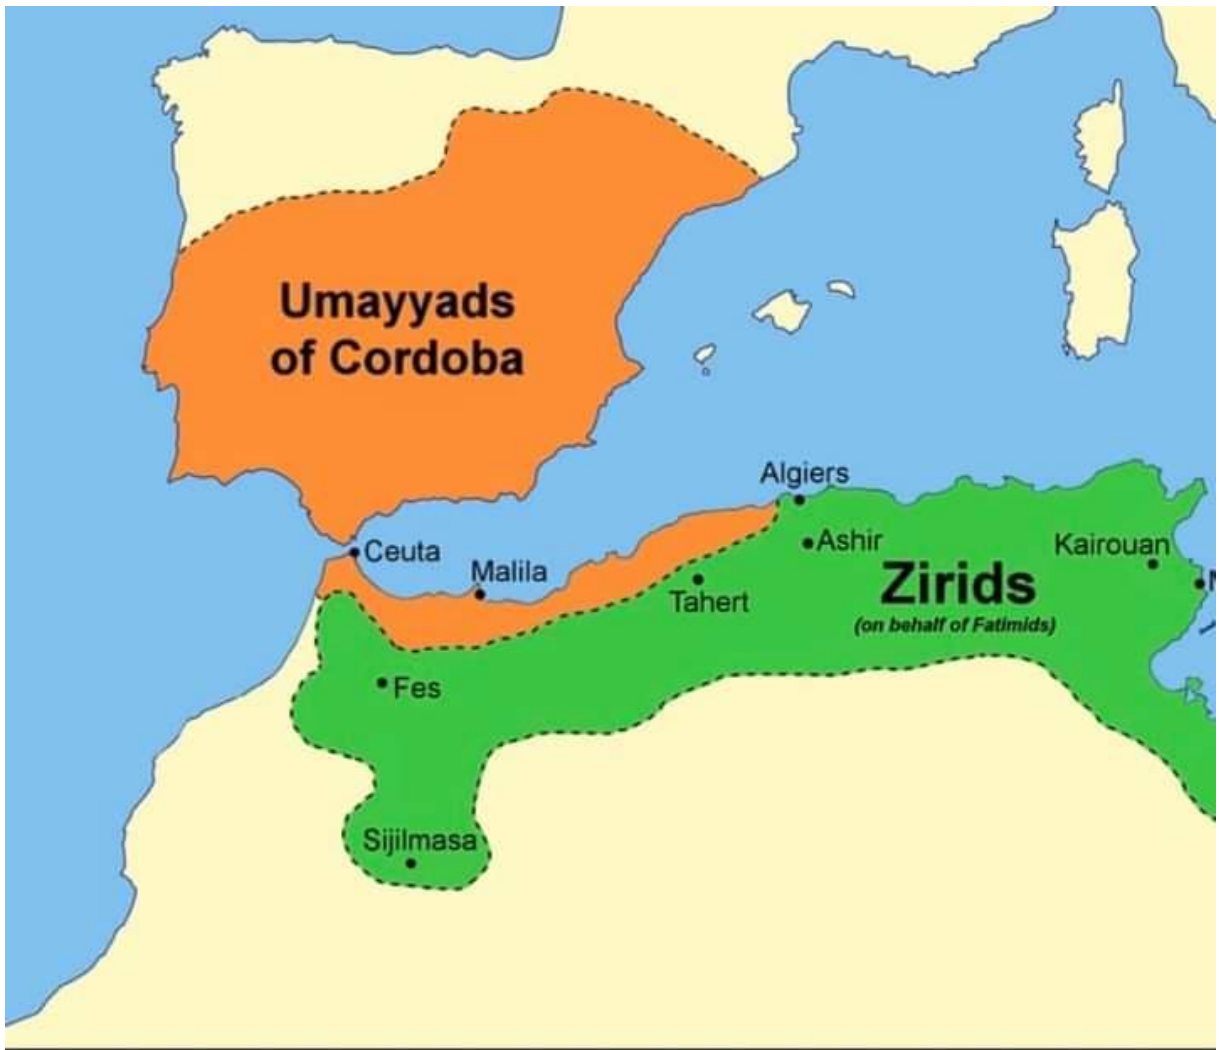 Umayyads
of Cordoba
Algiers
Ceuta
Ashir
Kairouan
Malila
Zirids
Tahert
(on behalf of Fatimids)
Fes
Sijilmasa